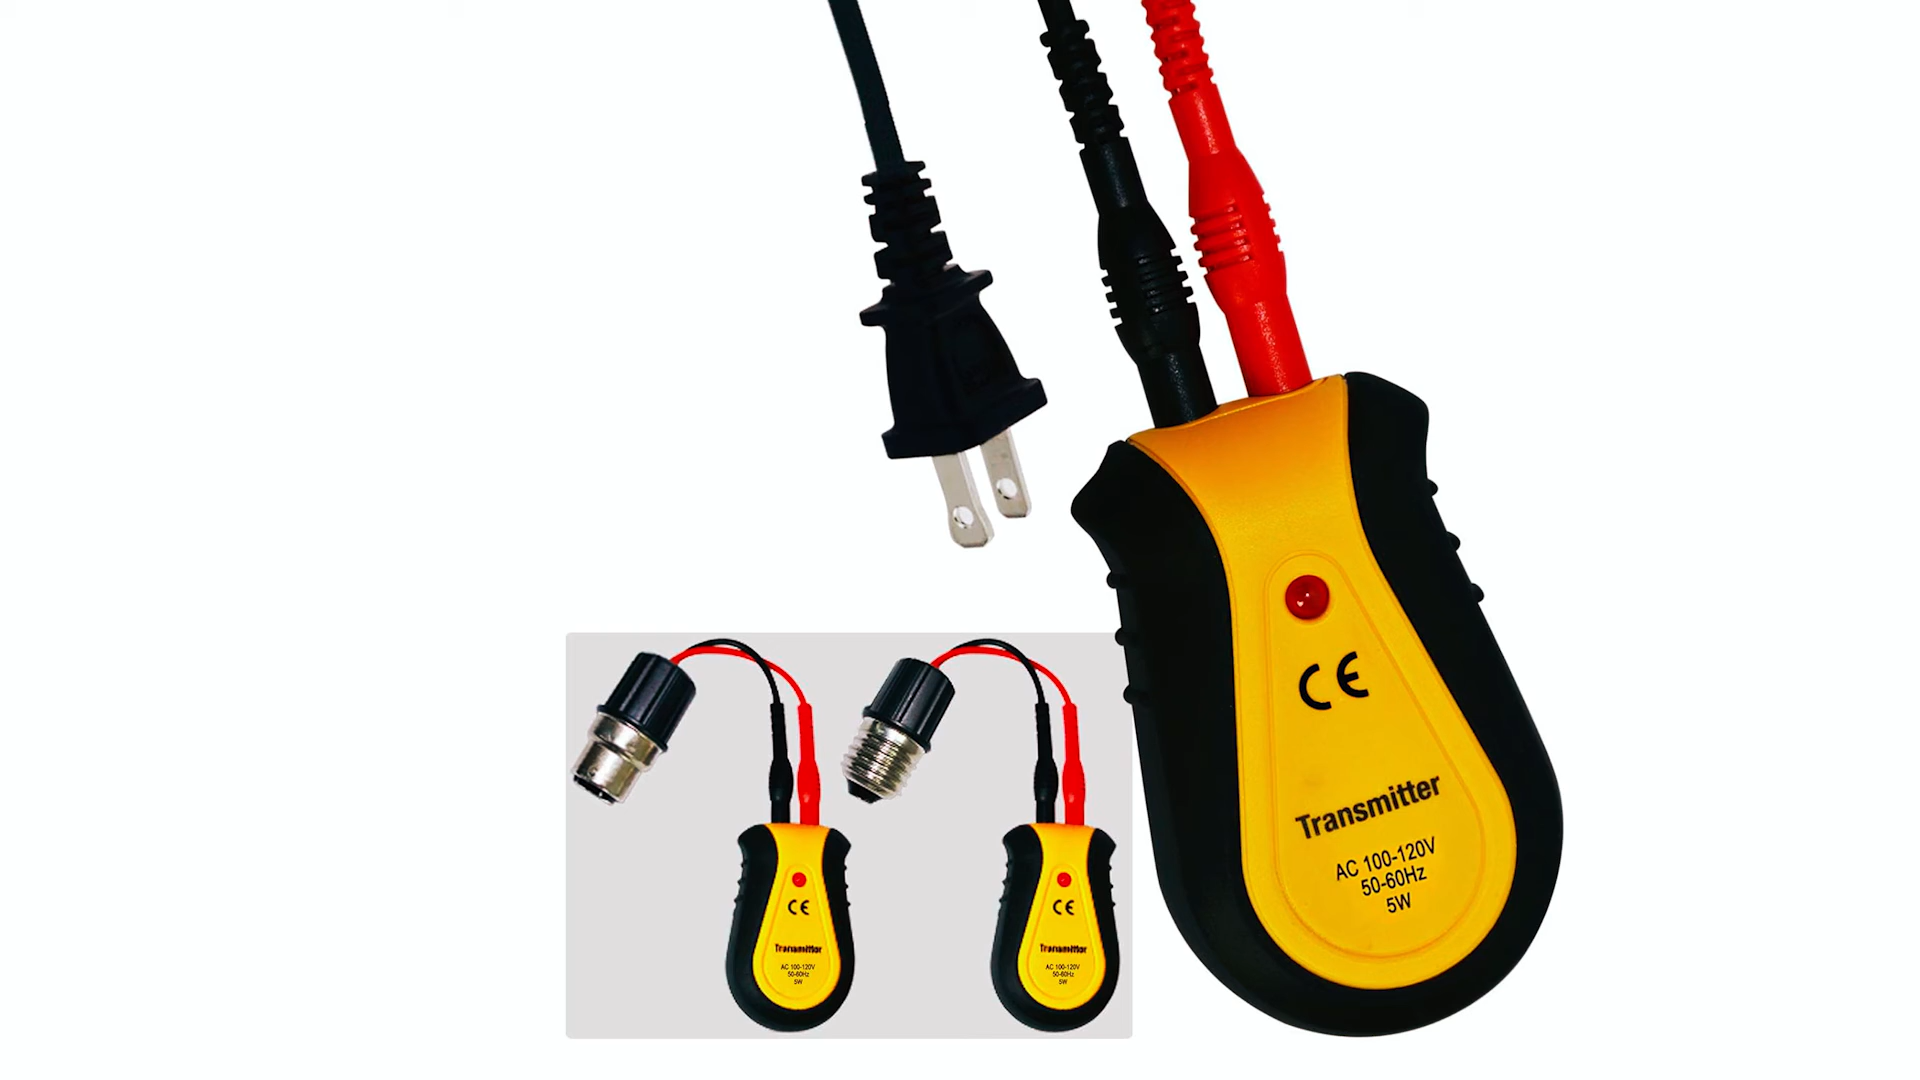 CE
Transmitter
AC 100-120V
50-60Hz
5W
CE
Transmitter
AC 100-120V
50-60Hz
5W
CE
Transmitter
AC 100-120V
50-60Hz
5W